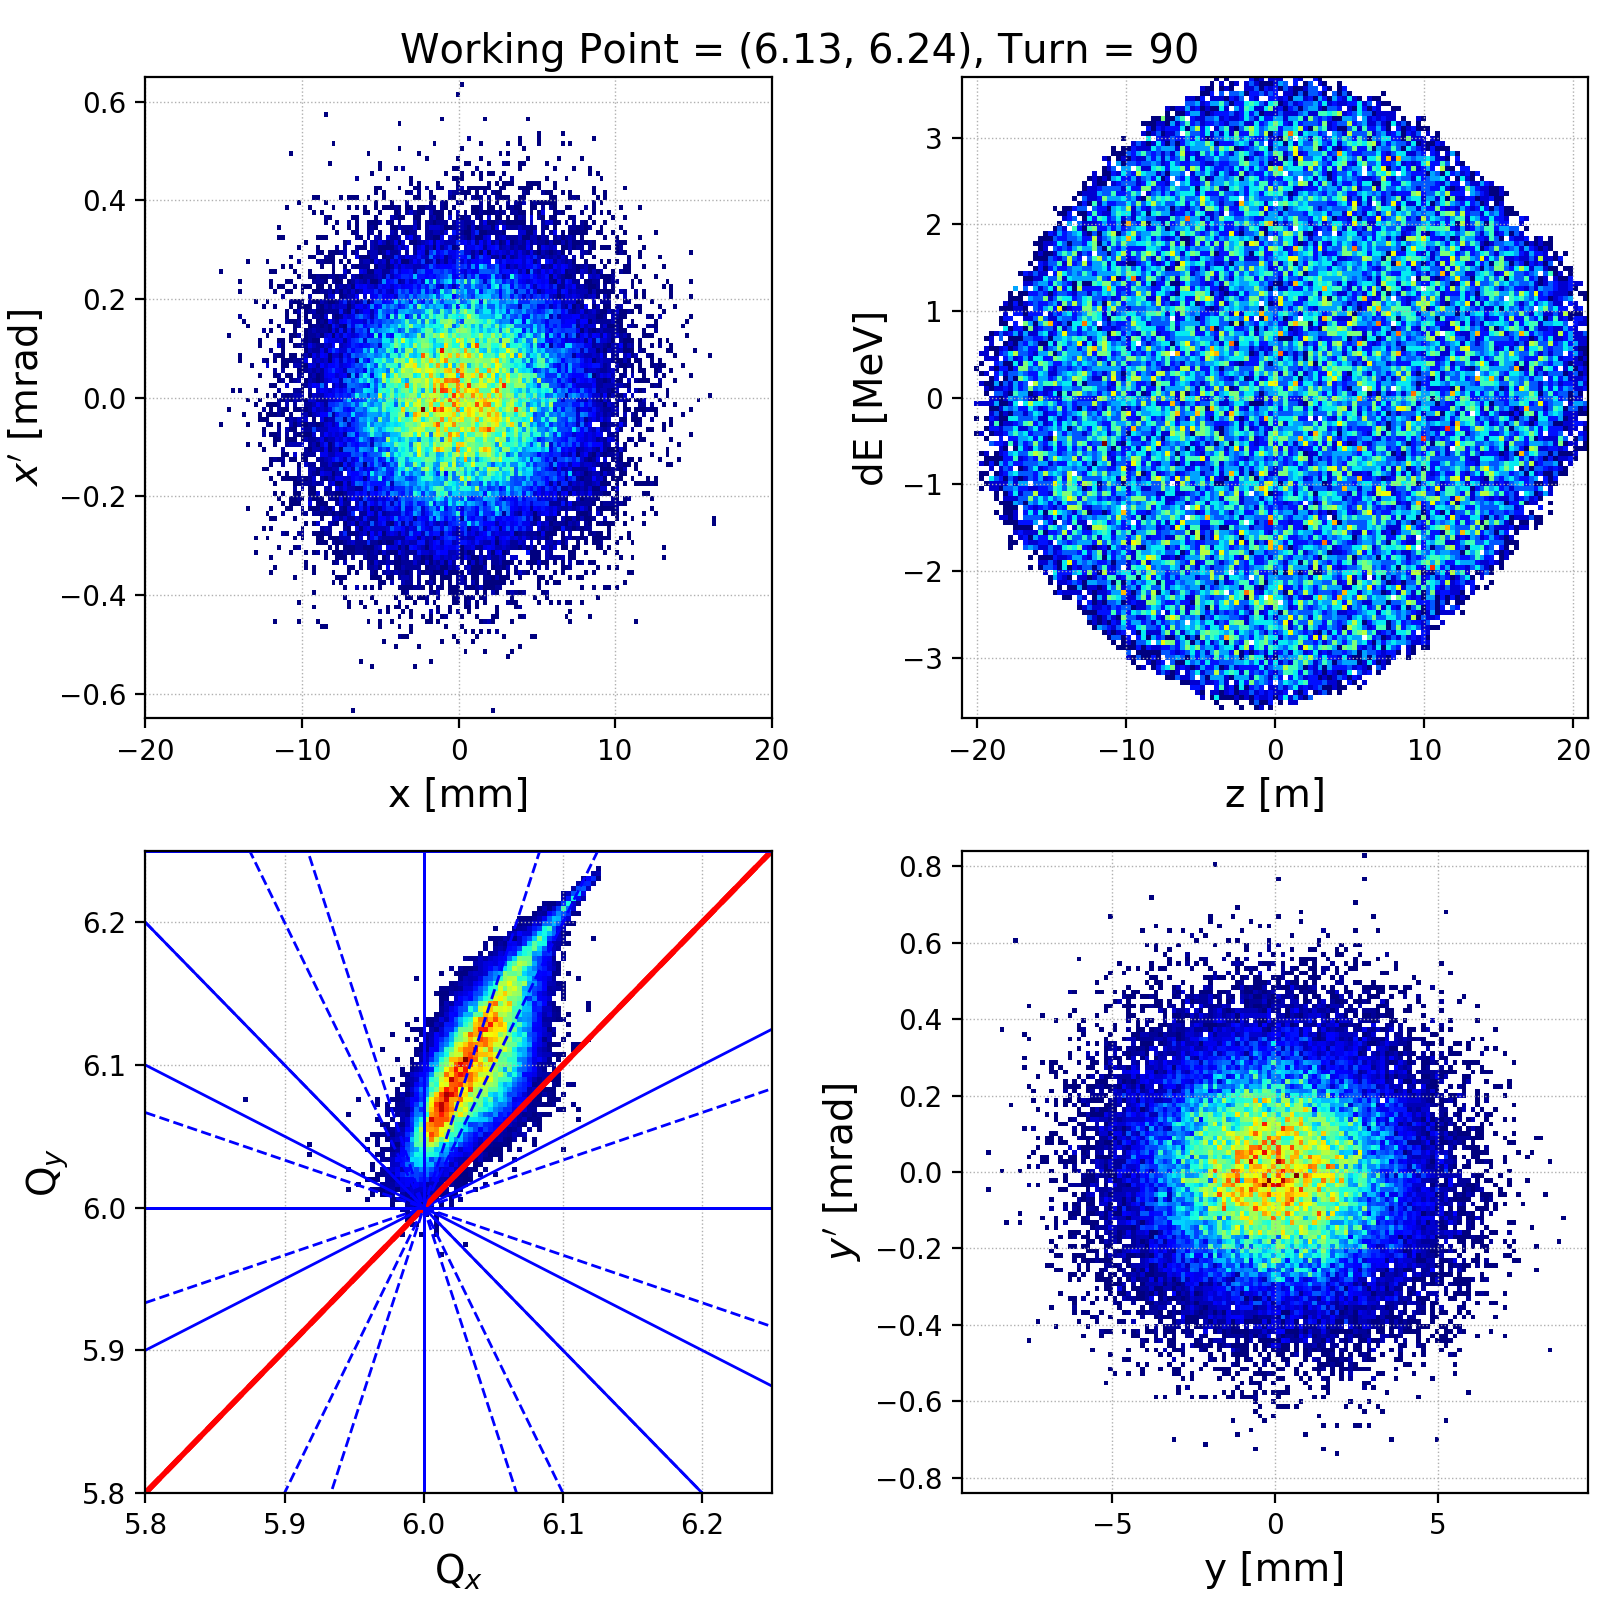 Working Point = (6.13, 6.24), Turn = 90
0.6
0.4
0.2
0.0
−0.2
−0.4
−0.6
x′ [mrad]
−20 −10 0 10 20
x [mm]
3
2
1
0
−1
−2
−3
dE [MeV]
−20 −10 0 10 20
z [m]
6.2
6.1
6.0
5.9
5.8
Qy
5.8 5.9 6.0 6.1 6.2
Qx
0.8
0.6
0.4
0.2
0.0
−0.2
−0.4
−0.6
−0.8
y′ [mrad]
−5 0 5
y [mm]